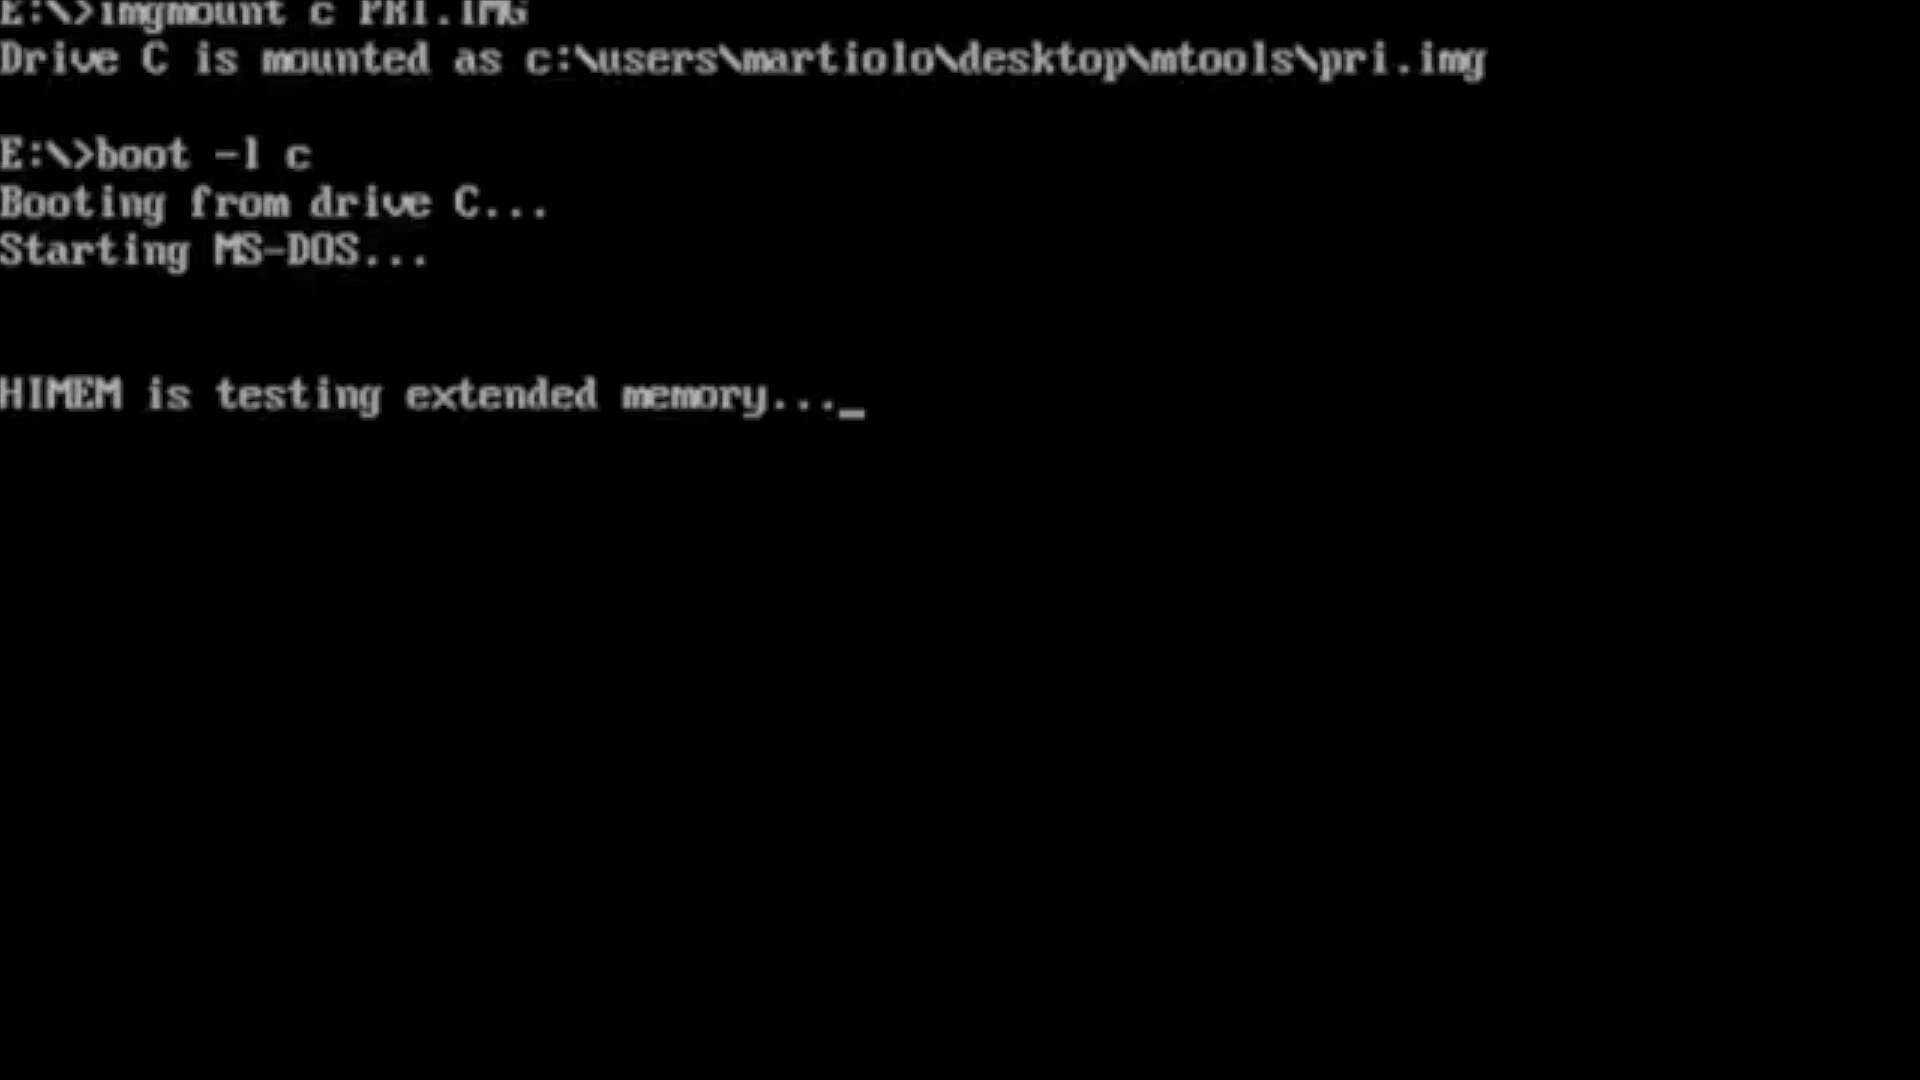 E:\>imgmount c PRI.IMG
Drive C is mounted as c:\users\martiolo\desktop\mtools\pri.img
E:\>boot -l c
Booting from drive C...
Starting MS-DOS...
HIMEM is testing extended memory..._